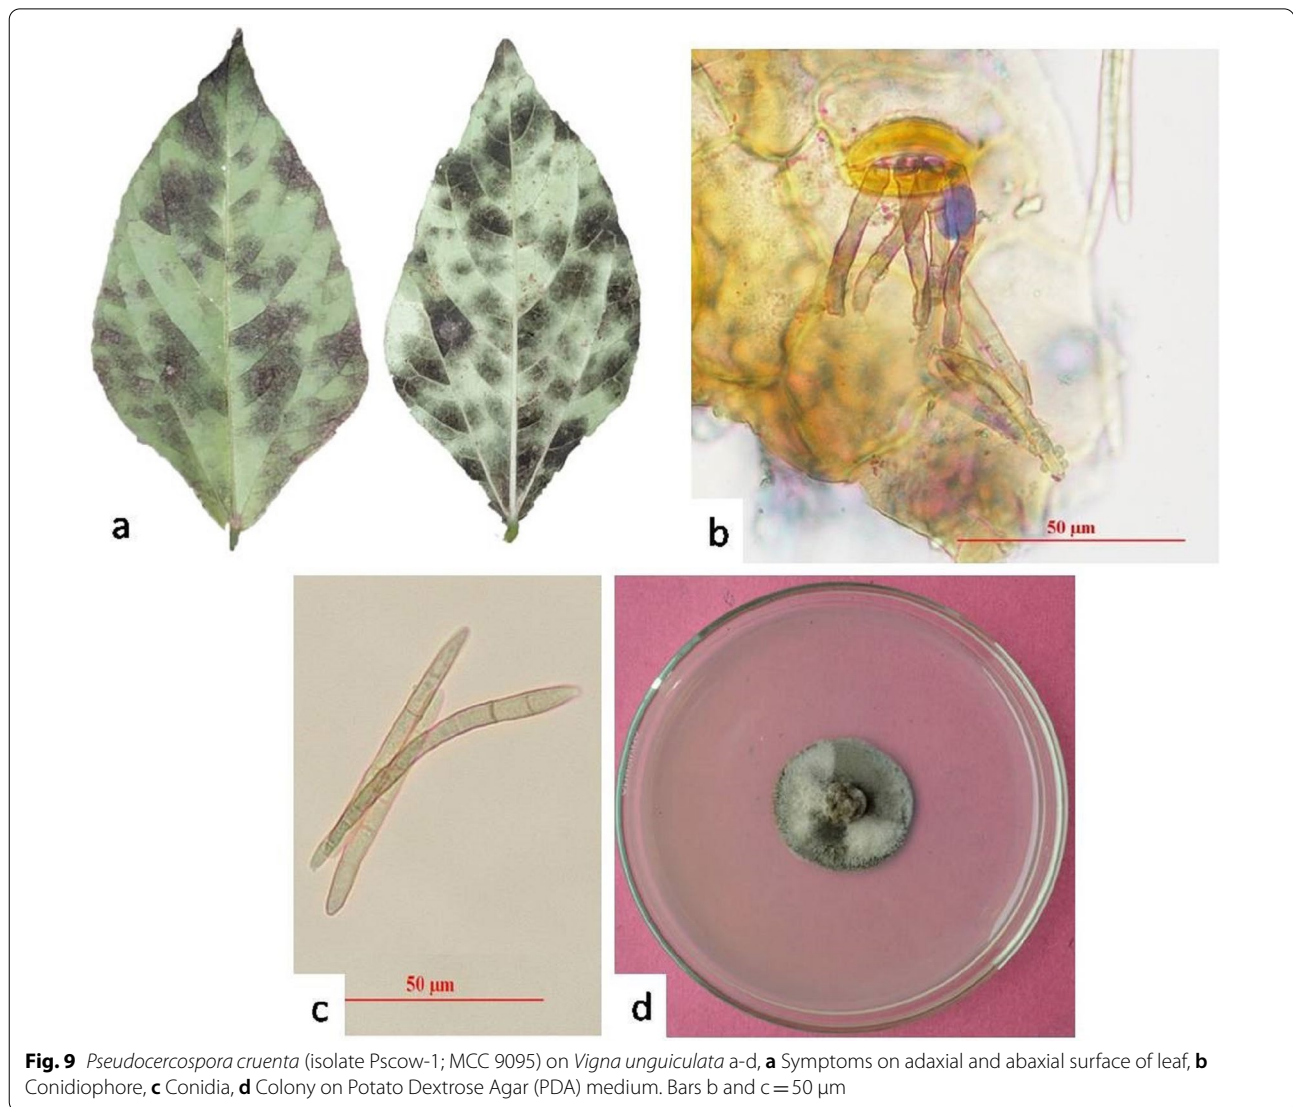 a
b
50 µm
c
50 µm
d
Fig. 9 Pseudocercospora cruenta (isolate Pscow-1; MCC 9095) on Vigna unguiculata a-d, a Symptoms on adaxial and abaxial surface of leaf, b
Conidiophore, c Conidia, d Colony on Potato Dextrose Agar (PDA) medium. Bars b and c = 50 µm